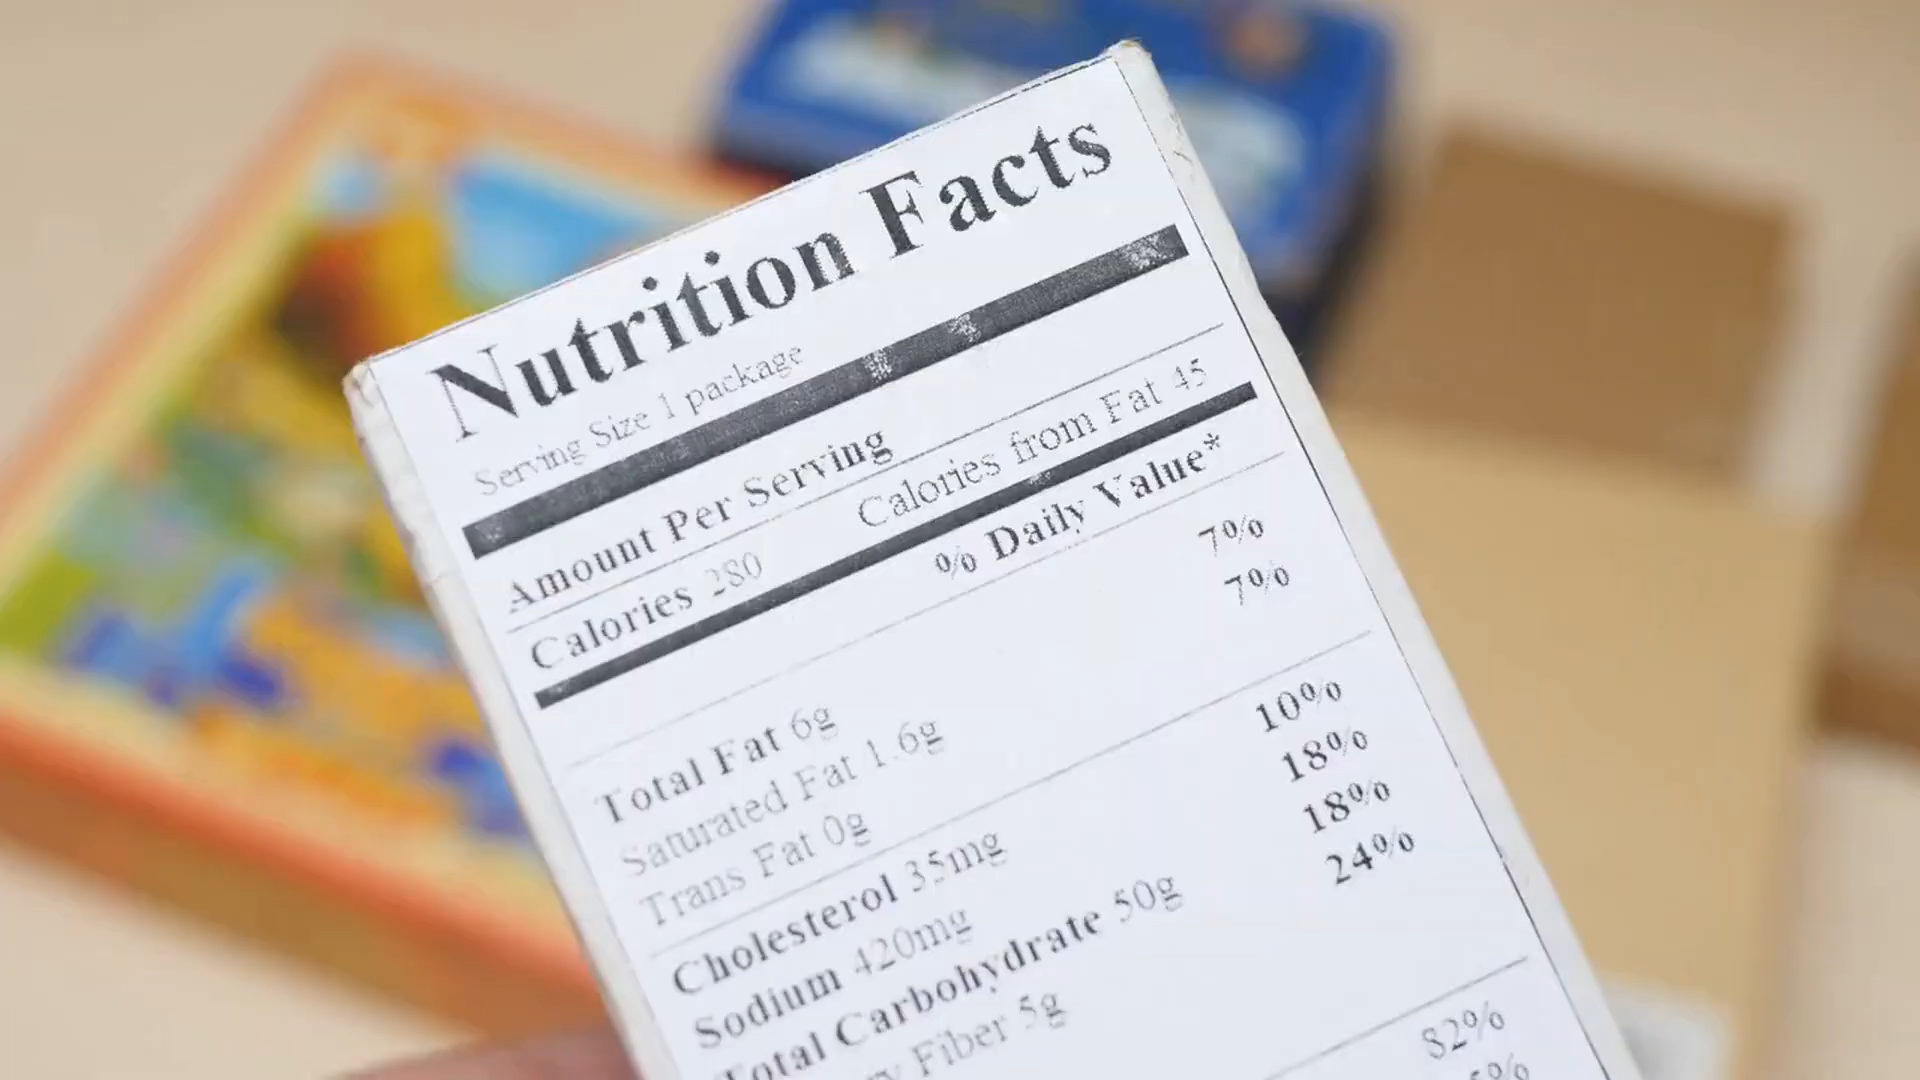 Nutrition Facts
Serving Size 1 package
Amount Per Serving
Calories 280 Calories from Fat 45
% Daily Value*
Total Fat 6g 7%
Saturated Fat 1.6g 7%
Trans Fat 0g
Cholesterol 35mg 10%
Sodium 420mg 18%
Total Carbohydrate 50g 18%
Fiber 5g 24%
82%